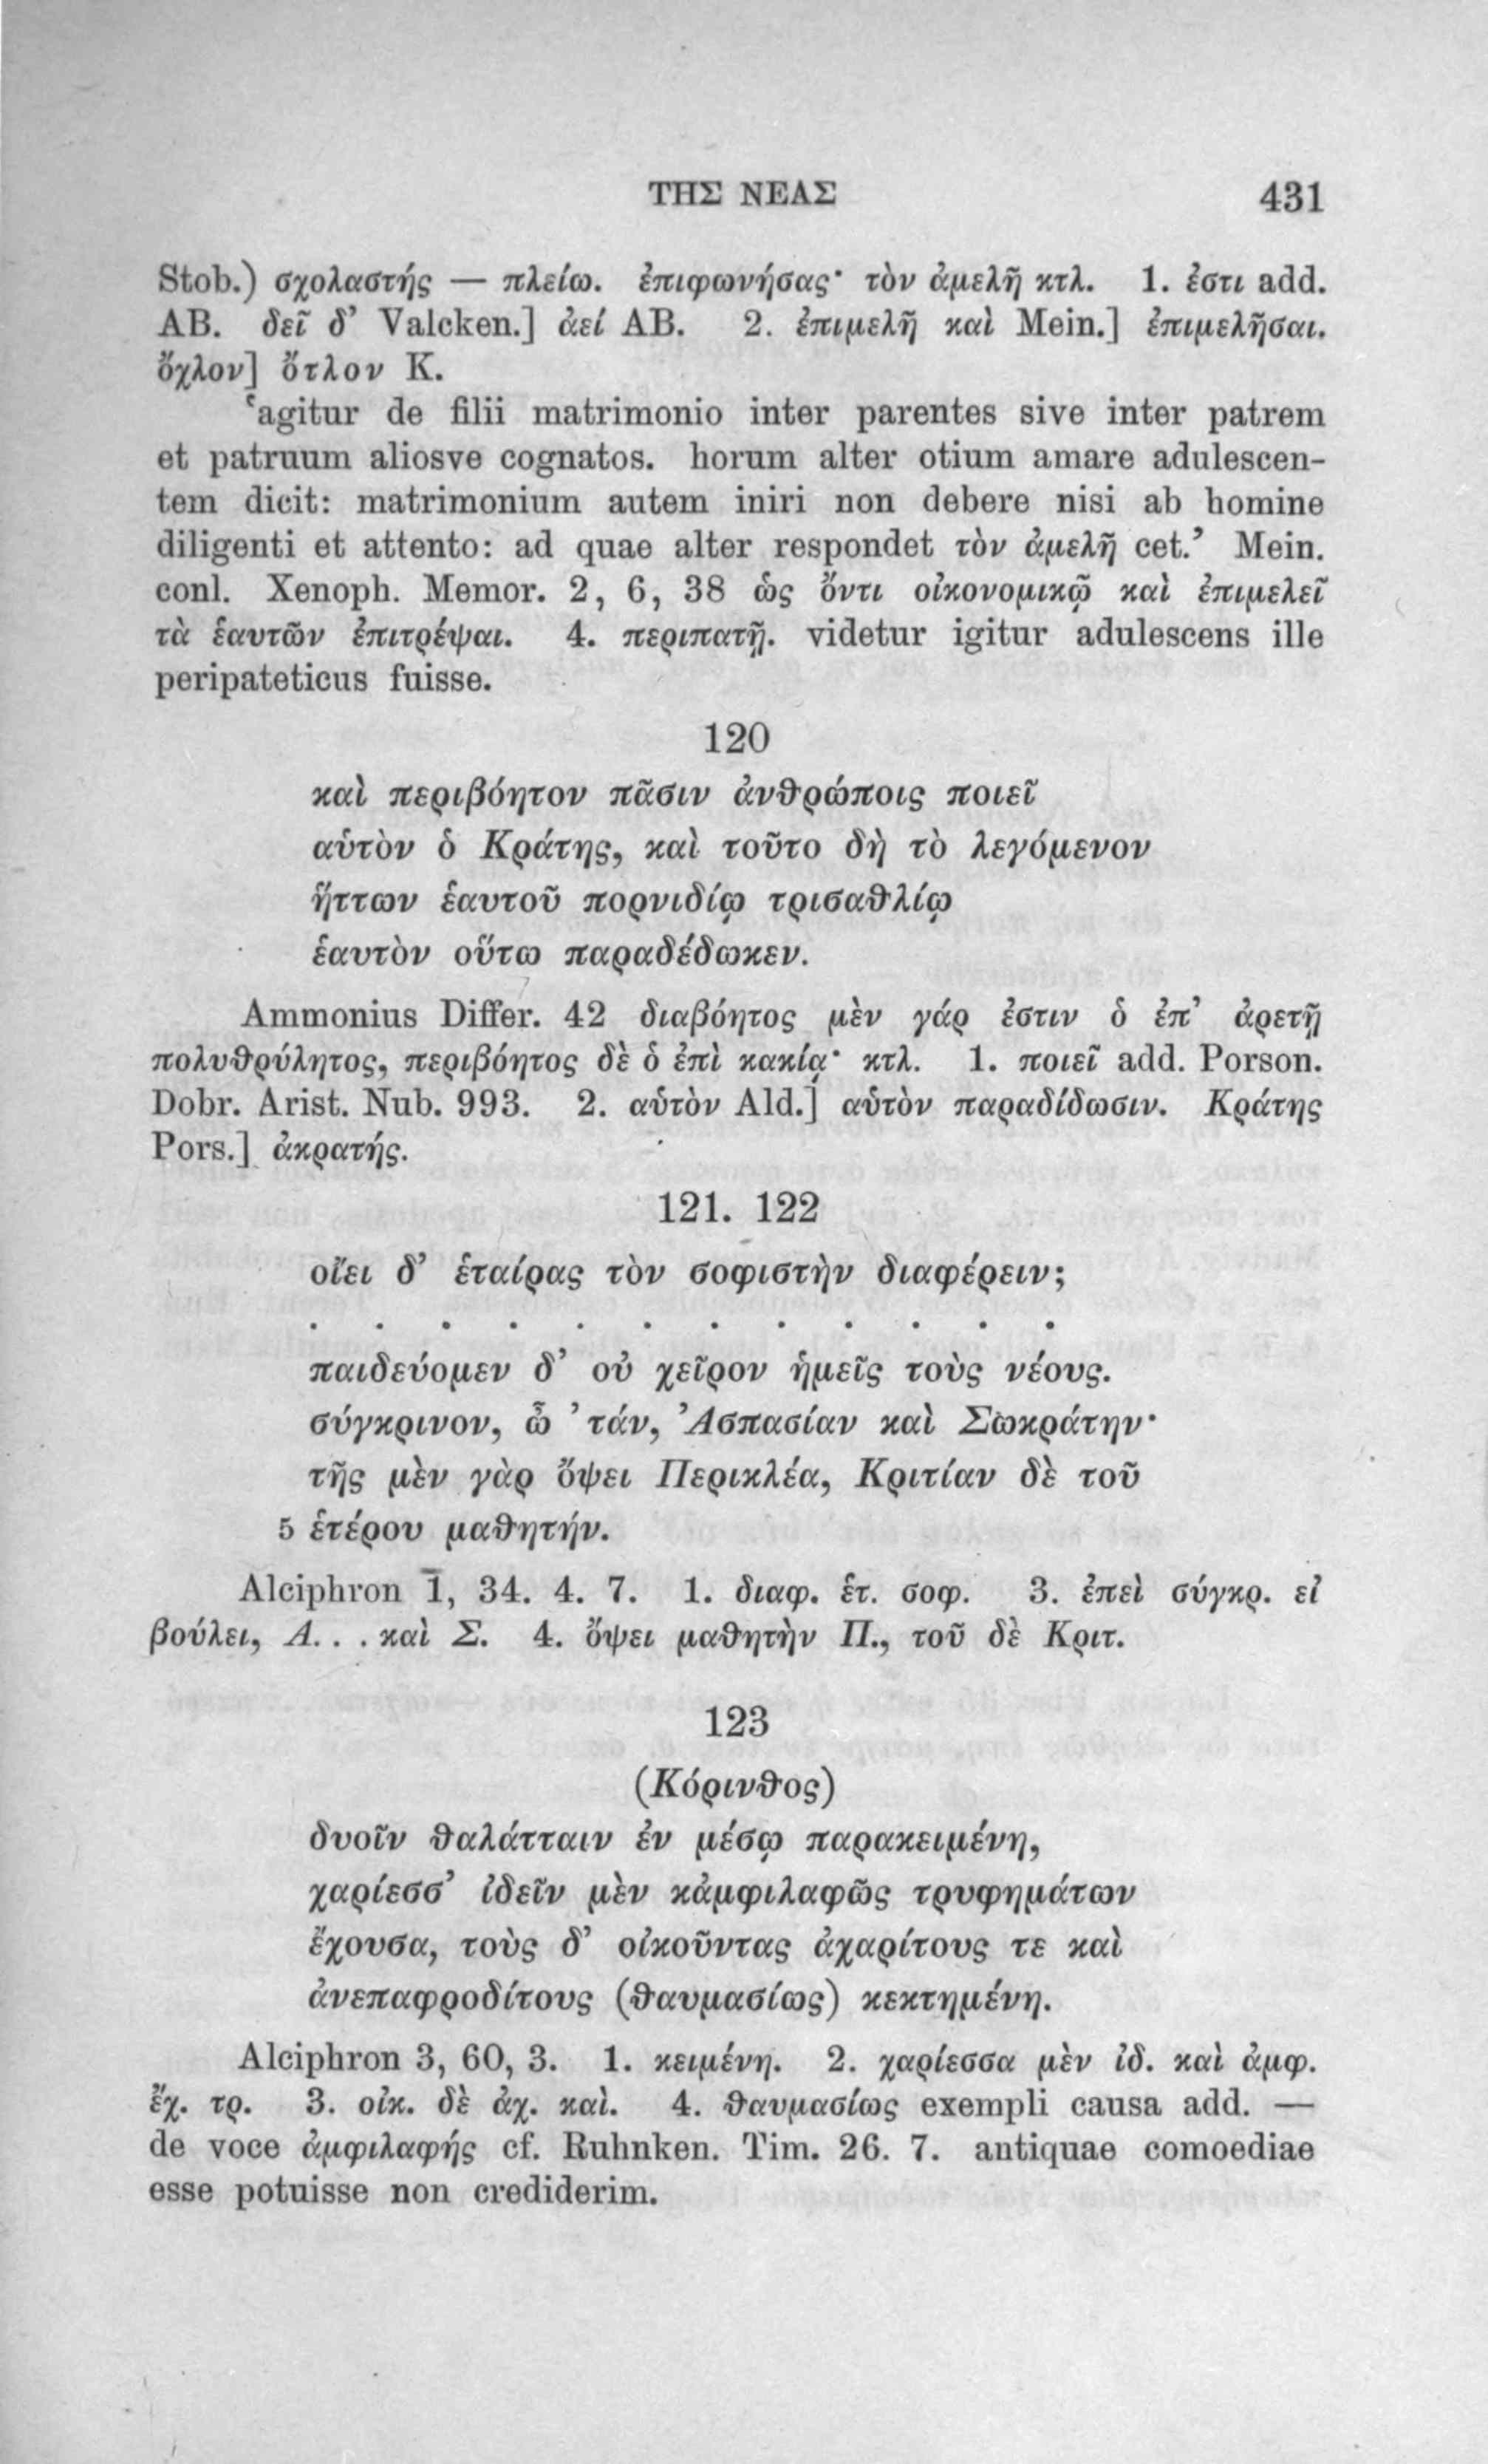 ΤΗΣ ΝΕΑΣ 431
Stob.) σχολαστής — πλείω. ἐπιφωνήσας· τὸν ἀμελῆ κτλ. 1. ἐστι add.
AB. δεῖ δ’ Valcken.] ἀεί AB. 2. ἐπιμελῆ καὶ Mein.] ἐπιμελῆσαι.
ὄχλον] ὄτλον K.
‘agitur de filii matrimonio inter parentes sive inter patrem
et patruum aliosve cognatos. horum alter otium amare adulescen-
tem dicit: matrimonium autem iniri non debere nisi ab homine
diligenti et attento: ad quae alter respondet τὸν ἀμελῆ cet.’ Mein.
conl. Xenoph. Memor. 2, 6, 38 ὡς ὄντι οἰκονομικῷ καὶ ἐπιμελεῖ
τὰ ἑαυτῶν ἐπιτρέψαι. 4. περιπατῇ. videtur igitur adulescens ille
peripateticus fuisse.
120
καὶ περιβόητον πᾶσιν ἀνθρώποις ποιεῖ
αὑτὸν ὁ Κράτης, καὶ τοῦτο δὴ τὸ λεγόμενον
ἥττων ἑαυτοῦ πορνιδίῳ τρισαθλίῳ
ἑαυτὸν οὕτω παραδέδωκεν.
Ammonius Differ. 42 διαβόητος μὲν γάρ ἐστιν ὁ ἐπ’ ἀρετῇ
πολυθρύλητος, περιβόητος δὲ ὁ ἐπὶ κακίᾳ· κτλ. 1. ποιεῖ add. Porson.
Dobr. Arist. Nub. 993. 2. αὑτὸν Ald.] αὑτὸν παραδίδωσιν. Κράτης
Pors.] ἀκρατής.
121. 122
οἴει δ’ ἑταίρας τὸν σοφιστὴν διαφέρειν;
. . . . . . . . . . . .
παιδεύομεν δ’ οὐ χεῖρον ἡμεῖς τοὺς νέους.
σύγκρινον, ὦ ’τάν, Ἀσπασίαν καὶ Σωκράτην·
τῆς μὲν γὰρ ὄψει Περικλέα, Κριτίαν δὲ τοῦ
5 ἑτέρου μαθητήν.
Alciphron 1, 34. 4. 7. 1. διαφ. ἑτ. σοφ. 3. ἐπεὶ σύγκρ. εἰ
βούλει, Α. . . καὶ Σ. 4. ὄψει μαθητὴν Π., τοῦ δὲ Κριτ.
123
(Κόρινθος)
δυοῖν θαλάτταιν ἐν μέσῳ παρακειμένη,
χαρίεσσ’ ἰδεῖν μὲν κἀμφιλαφῶς τρυφημάτων
ἔχουσα, τοὺς δ’ οἰκοῦντας ἀχαρίτους τε καὶ
ἀνεπαφροδίτους (θαυμασίως) κεκτημένη.
Alciphron 3, 60, 3. 1. κειμένη. 2. χαρίεσσα μὲν ἰδ. καὶ ἀμφ.
ἔχ. τρ. 3. οἰκ. δὲ ἀχ. καὶ. 4. θαυμασίως exempli causa add. —
de voce ἀμφιλαφής cf. Ruhnken. Tim. 26. 7. antiquae comoediae
esse potuisse non crediderim.